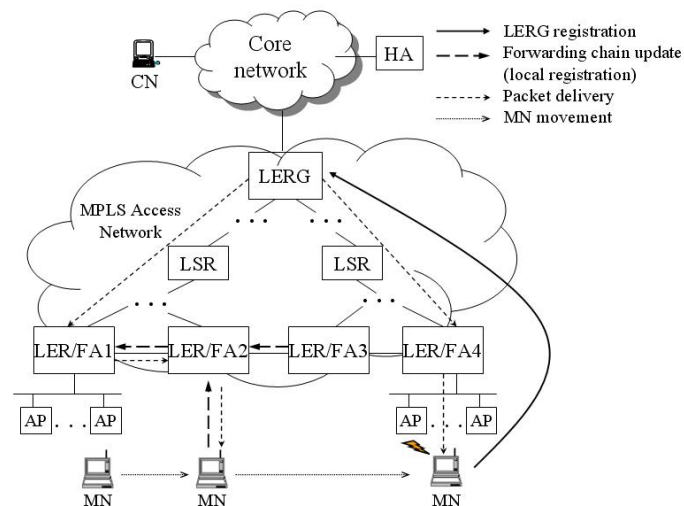 LERG registration
Forwarding chain update
(local registration)
Packet delivery
MN movement
Core
network
HA
CN
LERG
MPLS Access
Network
. . .
. . .
LSR
LSR
. . .
. . .
LER/FA1
LER/FA2
LER/FA3
LER/FA4
AP . . . AP
AP . . . AP
MN
MN
MN